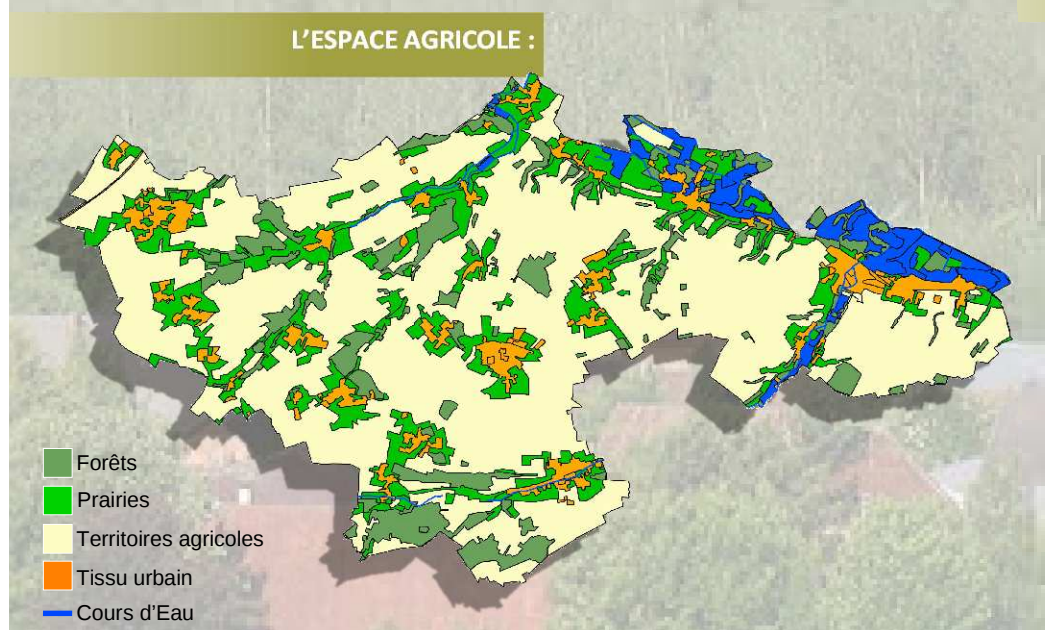 L’ESPACE AGRICOLE :
Forêts
Prairies
Territoires agricoles
Tissu urbain
Cours d’Eau